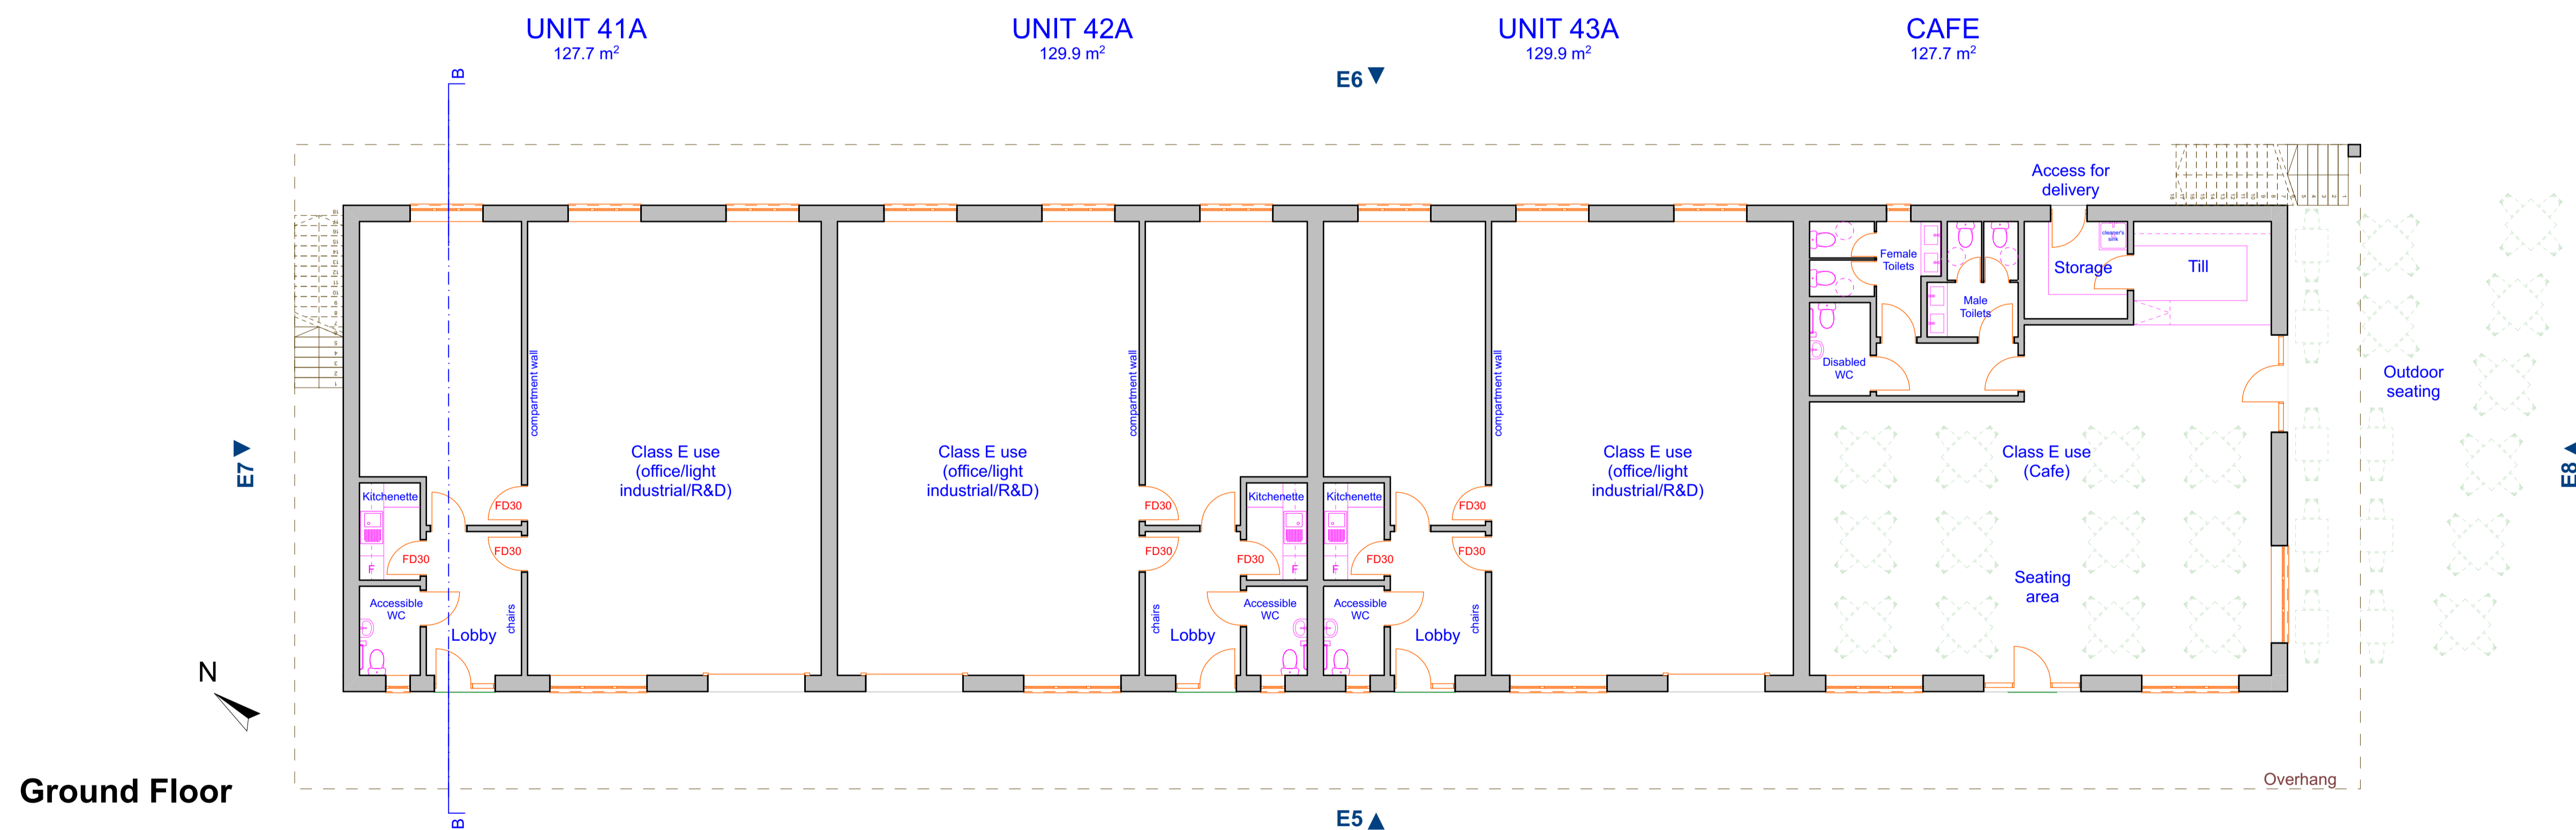 UNIT 41A
127.7 m²
UNIT 42A
129.9 m²
UNIT 43A
129.9 m²
CAFE
127.7 m²
B
E6
Access for
delivery
cleaner's
sink
Female
Toilets
Storage
Till
Male
Toilets
Disabled
WC
Outdoor
seating
compartment wall
compartment wall
compartment wall
E7
Class E use
(office/light
industrial/R&D)
Class E use
(office/light
industrial/R&D)
Class E use
(office/light
industrial/R&D)
Class E use
(Cafe)
E8
Kitchenette
FD30
FD30
FD30
F
Kitchenette
FD30
FD30
FD30
F
Kitchenette
FD30
FD30
FD30
F
Accessible
WC
Lobby
chairs
chairs
Lobby
Accessible
WC
Accessible
WC
Lobby
chairs
Seating
area
N
Ground Floor
Overhang
E5
B